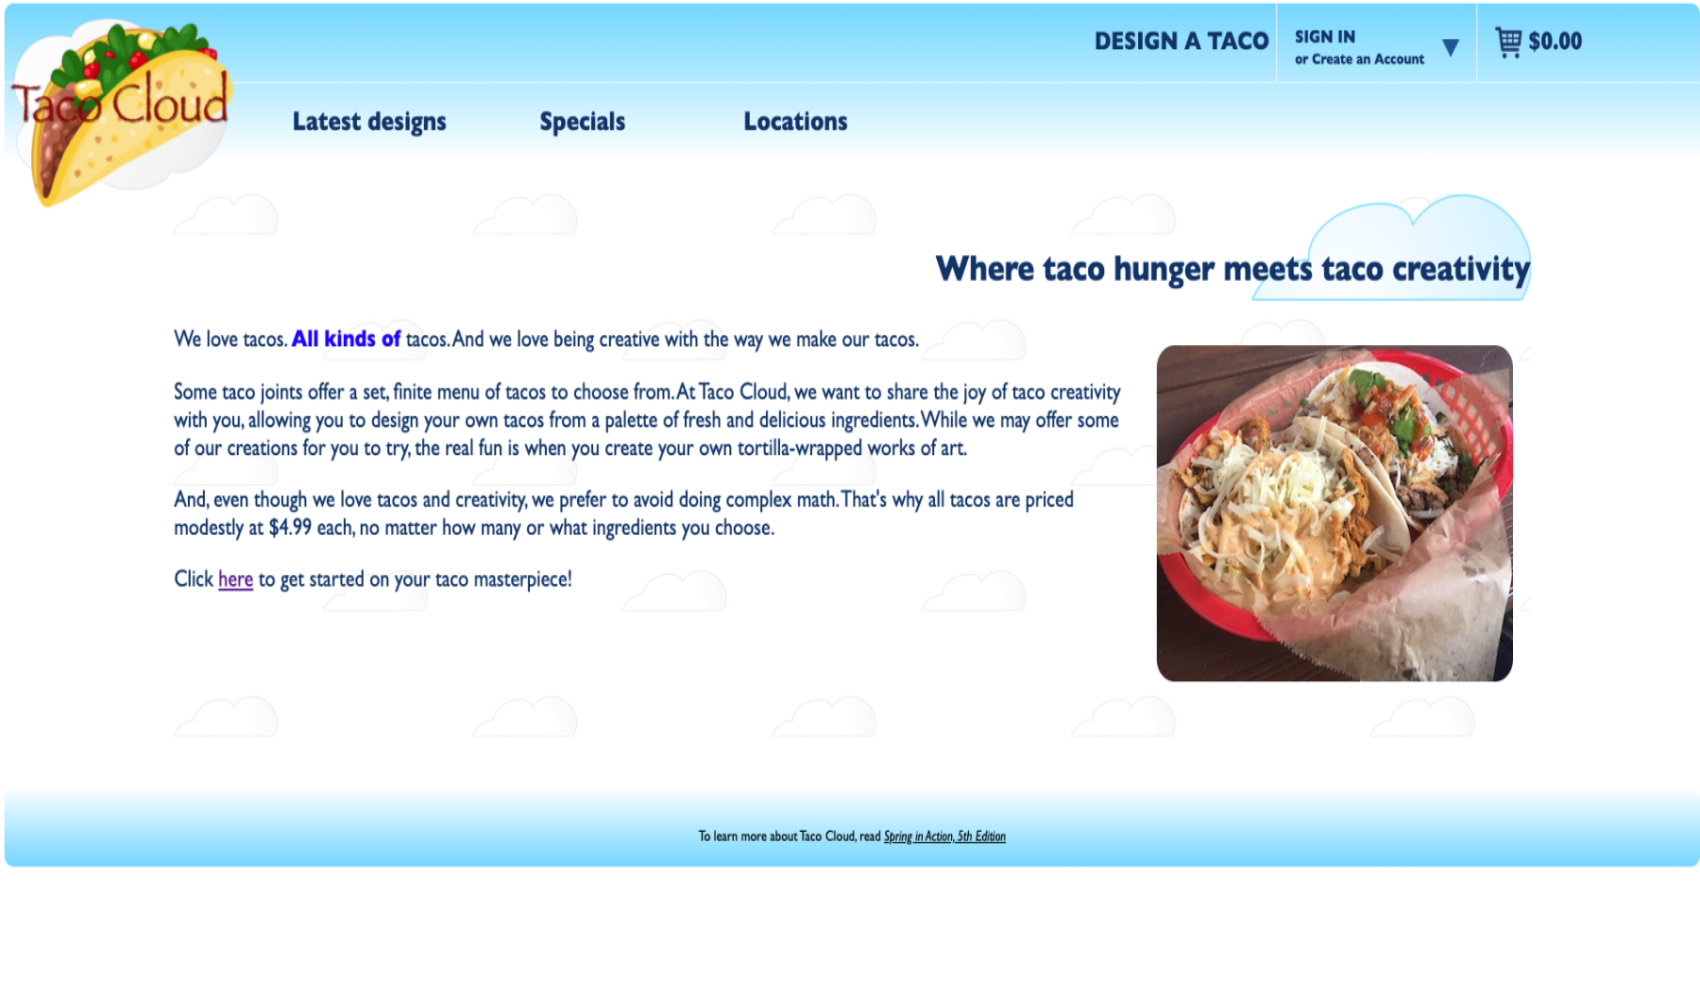 Taco Cloud
DESIGN A TACO
SIGN IN
or Create an Account
$0.00
Latest designs
Specials
Locations
Where taco hunger meets taco creativity
We love tacos. All kinds of tacos. And we love being creative with the way we make our tacos.
Some taco joints offer a set, finite menu of tacos to choose from. At Taco Cloud, we want to share the joy of taco creativity
with you, allowing you to design your own tacos from a palette of fresh and delicious ingredients. While we may offer some
of our creations for you to try, the real fun is when you create your own tortilla-wrapped works of art.
And, even though we love tacos and creativity, we prefer to avoid doing complex math. That's why all tacos are priced
modestly at $4.99 each, no matter how many or what ingredients you choose.
Click here to get started on your taco masterpiece!
To learn more about Taco Cloud, read Spring in Action, 5th Edition